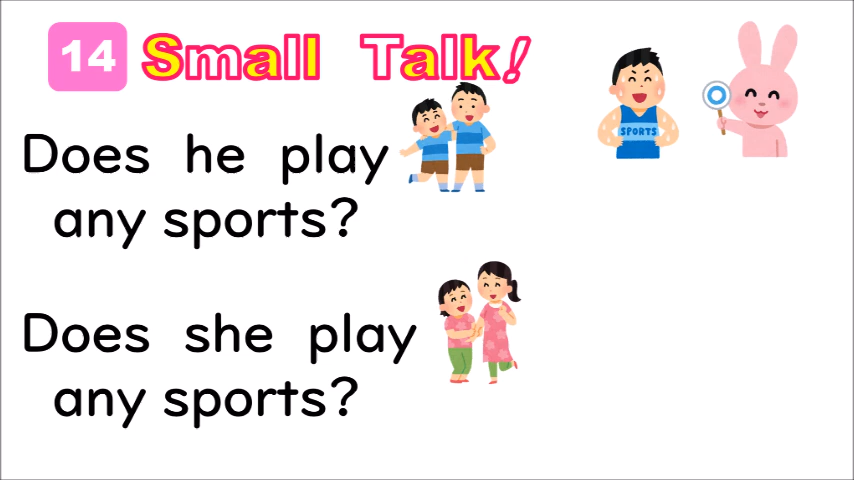 14 Small Talk!
SPORTS
Does he play
any sports?
Does she play
any sports?